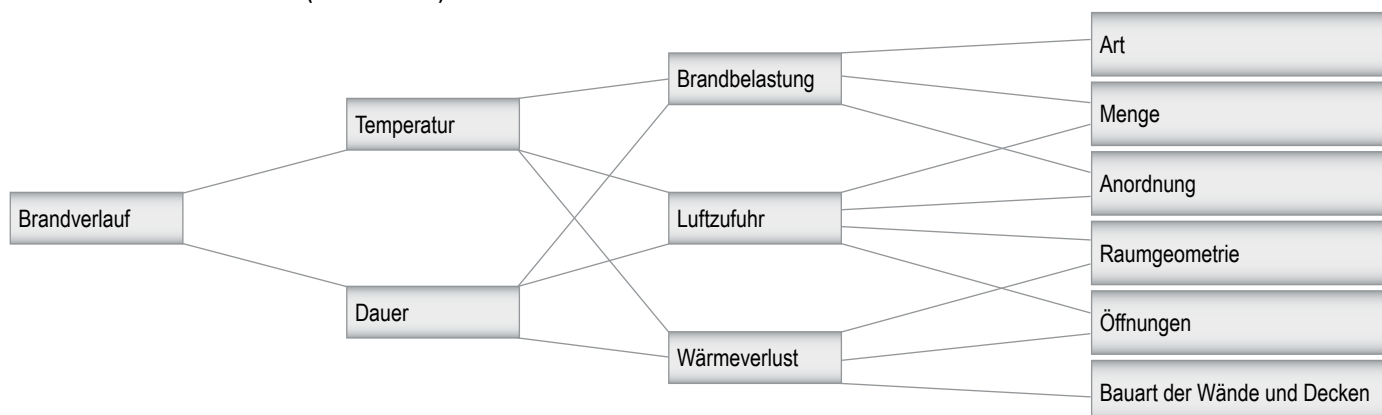 Brandverlauf
Temperatur
Dauer
Brandbelastung
Luftzufuhr
Wärmeverlust
Art
Menge
Anordnung
Raumgeometrie
Öffnungen
Bauart der Wände und Decken